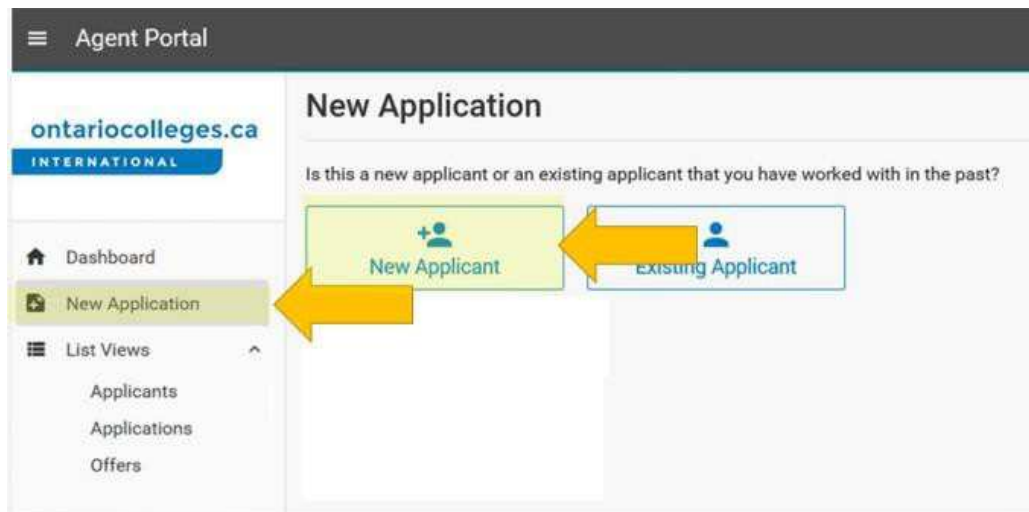 Agent Portal
ontariocolleges.ca
INTERNATIONAL
Dashboard
New Application
List Views
Applicants
Applications
Offers
New Application
Is this a new applicant or an existing applicant that you have worked with in the past?
New Applicant
Existing Applicant